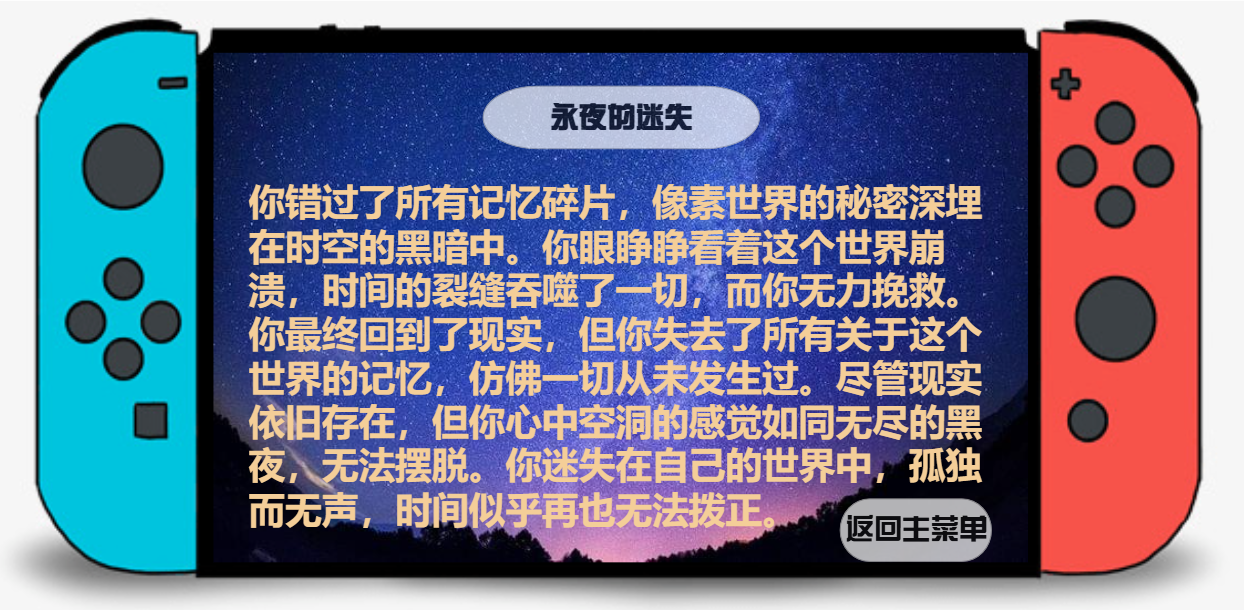 永夜的迷失
你错过了所有记忆碎片，像素世界的秘密深埋
在时空的黑暗中。你眼睁睁看着这个世界崩
溃，时间的裂缝吞噬了一切，而你无力挽救。
你最终回到了现实，但你失去了所有关于这个
世界的记忆，仿佛一切从未发生过。尽管现实
依旧存在，但你心中空洞的感觉如同无尽的黑
夜，无法摆脱。你迷失在自己的世界中，孤独
而无声，时间似乎再也无法拨正。
返回主菜单